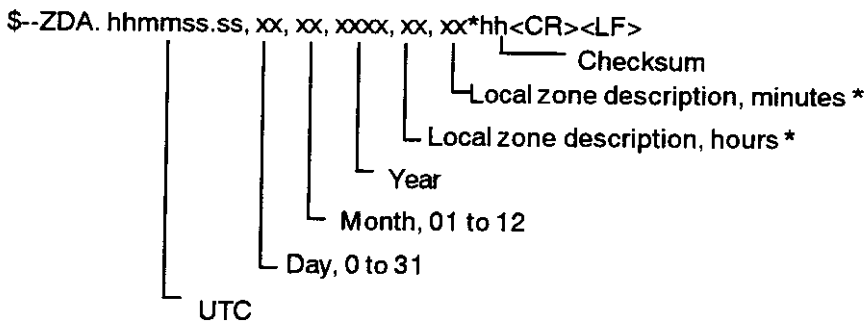 $--ZDA. hhmmss.ss, xx, xx, xxxx, xx, xx*hh<CR><LF>
Checksum
Local zone description, minutes *
Local zone description, hours *
Year
Month, 01 to 12
Day, 0 to 31
UTC